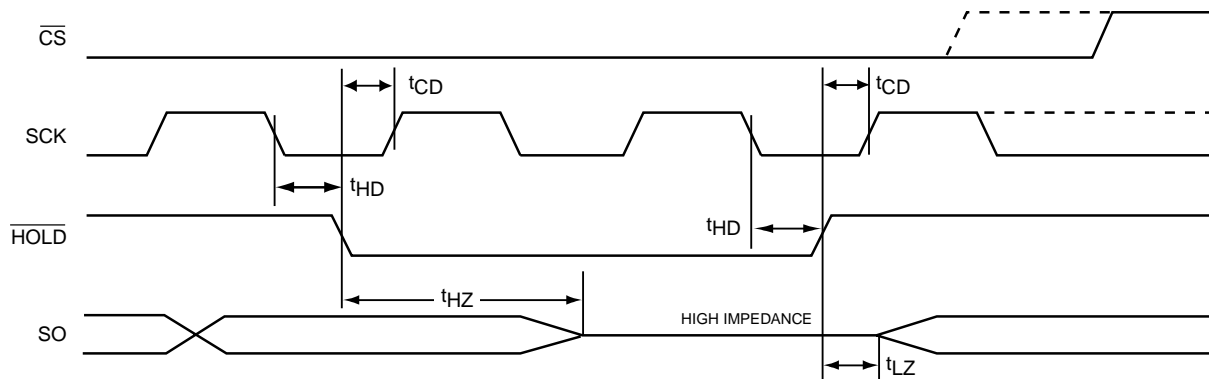 CS
tCD
tCD
SCK
tHD
HOLD
tHD
tHZ
SO
HIGH IMPEDANCE
tLZ